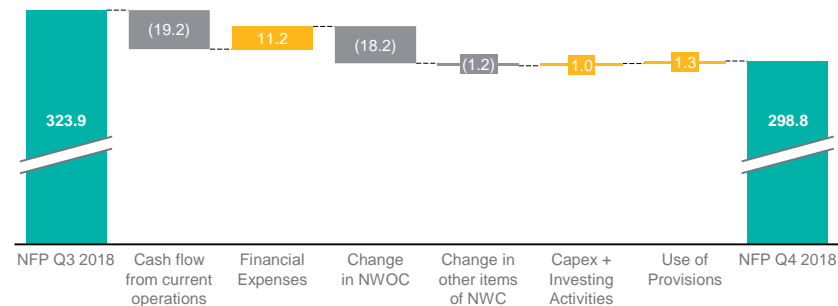 (19.2)
11.2
(18.2)
(1.2)
1.0
1.3
323.9
298.8
NFP Q3 2018
Cash flow
from current
operations
Financial
Expenses
Change
in NWOC
Change in
other items
of NWC
Capex +
Investing
Activities
Use of
Provisions
NFP Q4 2018